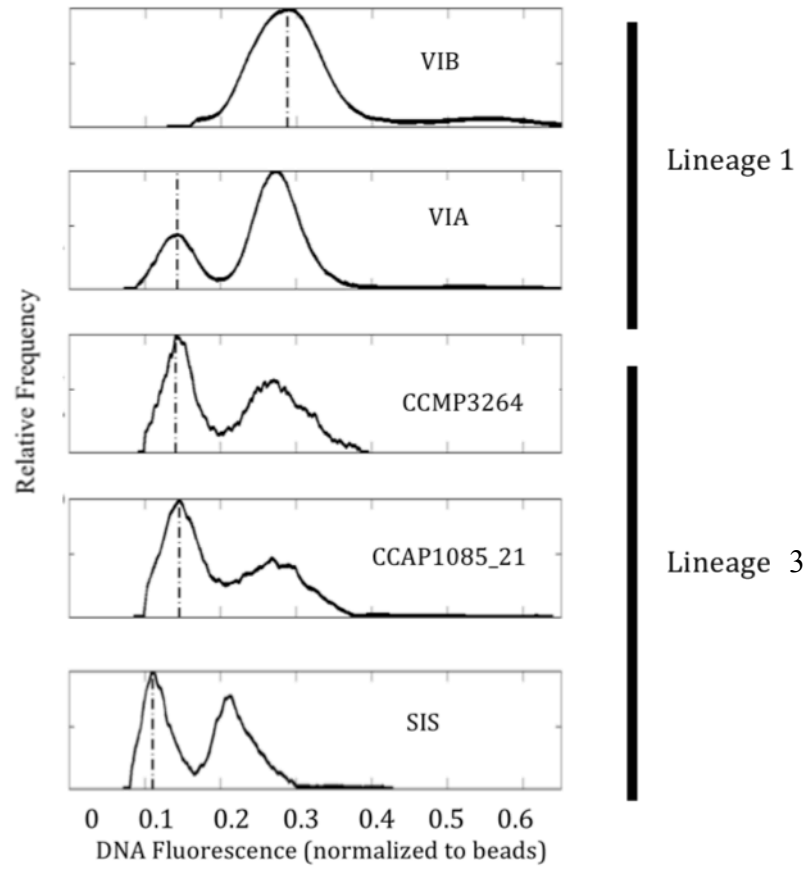 VIB
Lineage 1
VIA
Relative Frequency
CCMP3264
CCAP1085_21
Lineage 3
SIS
0 0.1 0.2 0.3 0.4 0.5 0.6
DNA Fluorescence (normalized to beads)